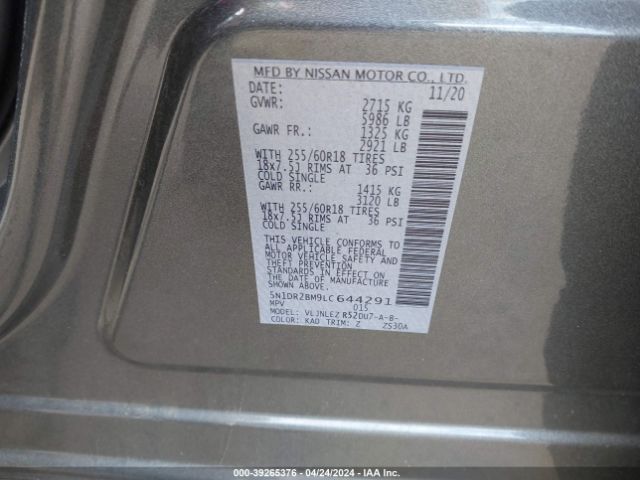 MFD BY NISSAN MOTOR CO., LTD.
DATE: 11/20
GVWR: 2715 KG
5986 LB
GAWR FR.: 1325 KG
2921 LB
WITH 255/60R18 TIRES
18x7.5J RIMS AT 36 PSI
COLD SINGLE
GAWR RR.: 1415 KG
3120 LB
WITH 255/60R18 TIRES
18x7.5J RIMS AT 36 PSI
COLD SINGLE
THIS VEHICLE CONFORMS TO
ALL APPLICABLE FEDERAL
MOTOR VEHICLE SAFETY AND
THEFT PREVENTION
STANDARDS IN EFFECT ON
THE DATE OF MANUFACTURE
SHOWN ABOVE.
5N1DR2BM9LC644291
MPV 015
MODEL: VLJNLEZ R52DU7-A-B-
COLOR: KAD TRIM: Z ZS30A
000-39265376 / 04/24/2024 - IAA Inc.